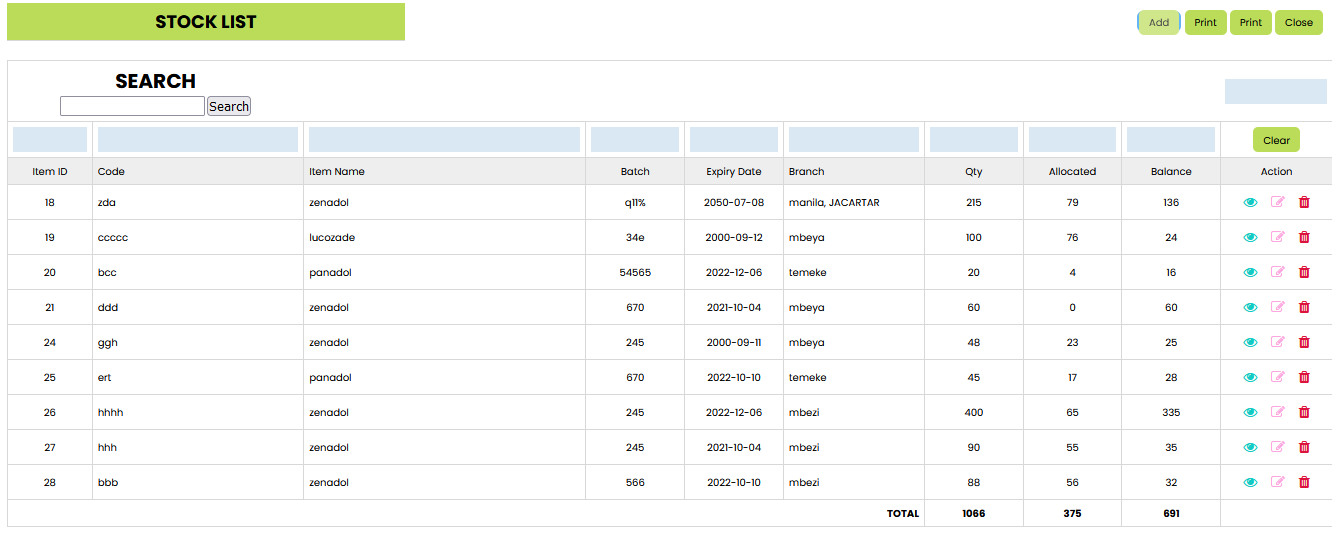 STOCK LIST
Add Print Print Close
SEARCH
Search
Clear
Item ID Code Item Name Batch Expiry Date Branch Qty Allocated Balance Action
18 zda zenadol q11% 2050-07-08 manila, JACARTAR 215 79 136
19 ccccc lucozade 34e 2000-09-12 mbeya 100 76 24
20 bcc panadol 54565 2022-12-06 temeke 20 4 16
21 ddd zenadol 670 2021-10-04 mbeya 60 0 60
24 ggh zenadol 245 2000-09-11 mbeya 48 23 25
25 ert panadol 670 2022-10-10 temeke 45 17 28
26 hhhh zenadol 245 2022-12-06 mbezi 400 65 335
27 hhh zenadol 245 2021-10-04 mbezi 90 55 35
28 bbb zenadol 566 2022-10-10 mbezi 88 56 32
TOTAL 1066 375 691